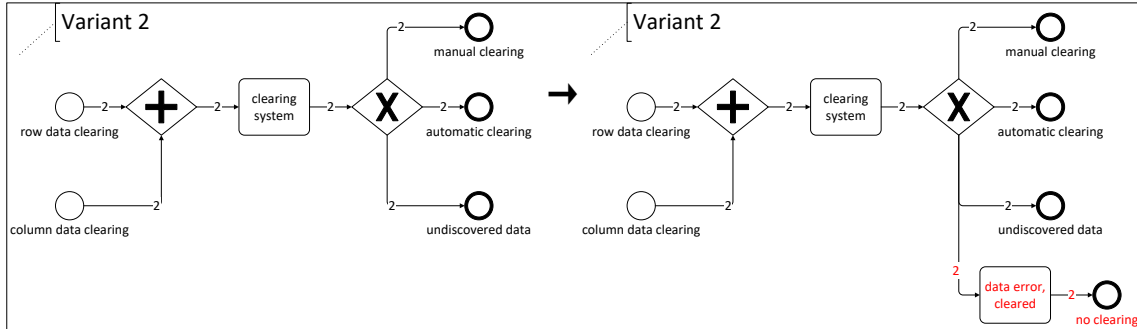 Variant 2
2
manual clearing
2
2
clearing
system
2
X
2
row data clearing
automatic clearing
2
2
column data clearing
undiscovered data
Variant 2
2
manual clearing
2
2
clearing
system
2
X
2
row data clearing
automatic clearing
2
2
column data clearing
undiscovered data
2
data error,
cleared
2
no clearing